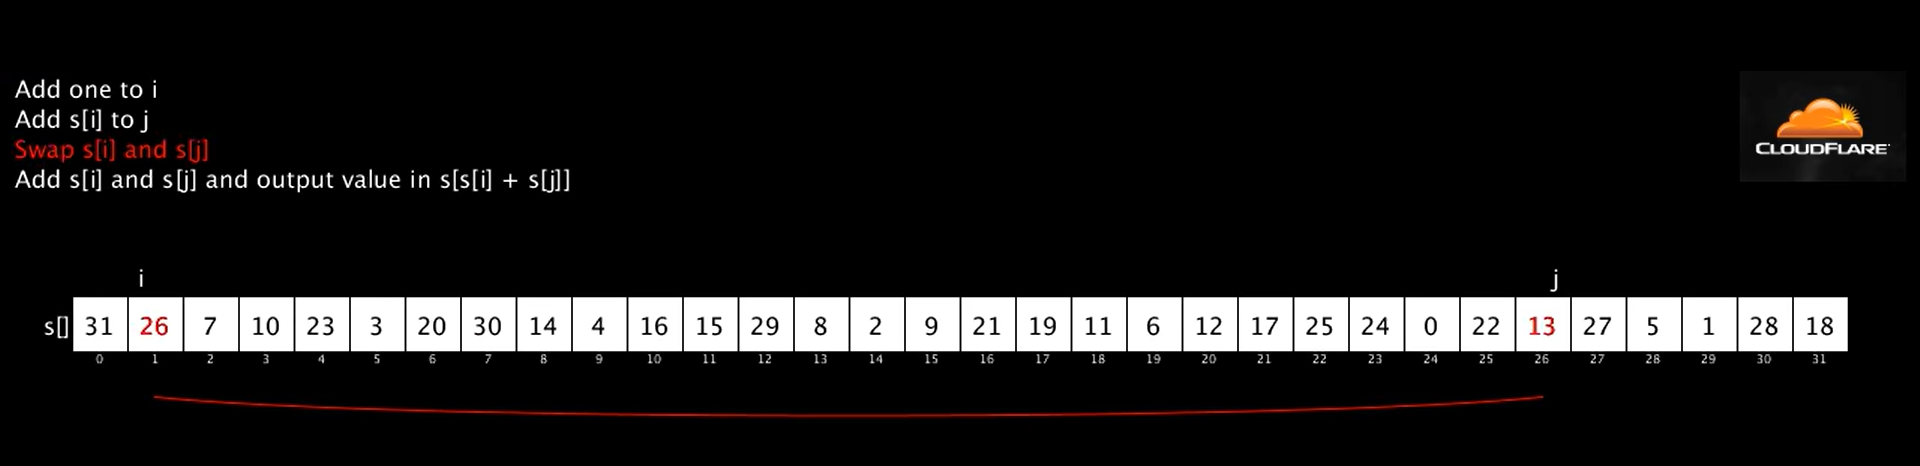 Add one to i
Add s[i] to j
Swap s[i] and s[j]
Add s[i] and s[j] and output value in s[s[i] + s[j]]
CLOUDFLARE
i j
s[] 31 26 7 10 23 3 20 30 14 4 16 15 29 8 2 9 21 19 11 6 12 17 25 24 0 22 13 27 5 1 28 18
0 1 2 3 4 5 6 7 8 9 10 11 12 13 14 15 16 17 18 19 20 21 22 23 24 25 26 27 28 29 30 31